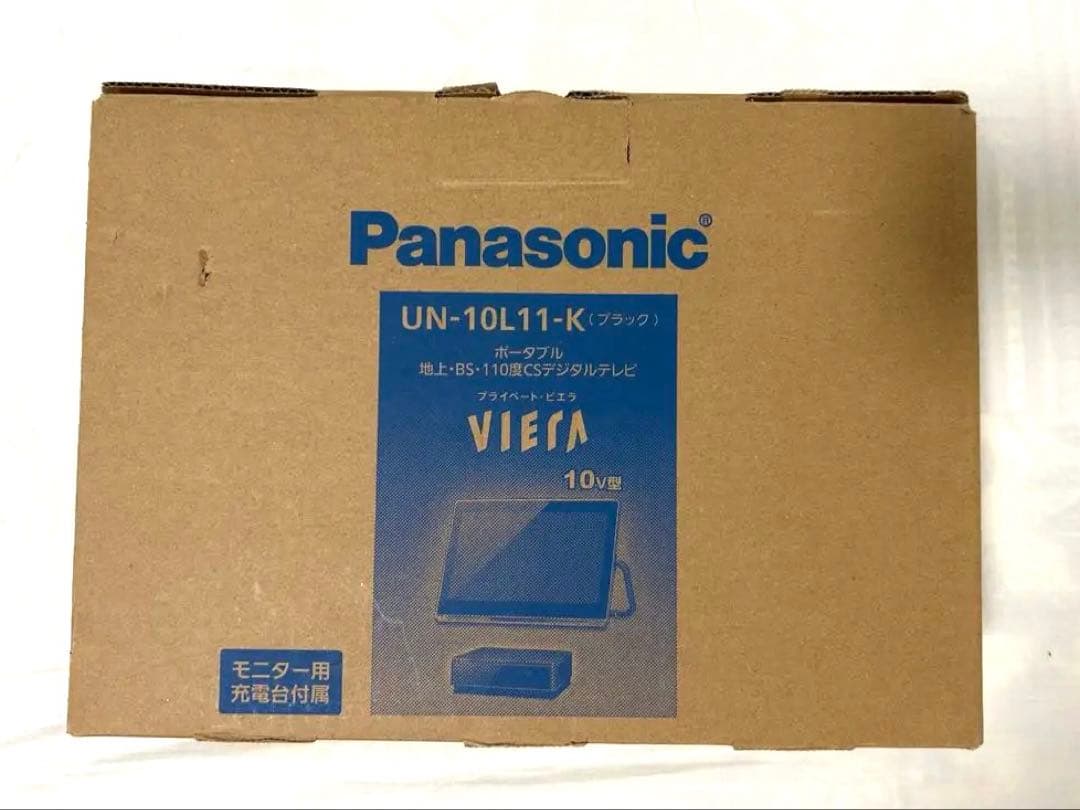 Panasonic®
UN-10L11-K(ブラック)
ポータブル
地上・BS・110度CSデジタルテレビ
プライベート・ビエラ
VIErA
10V型
モニター用
充電台付属